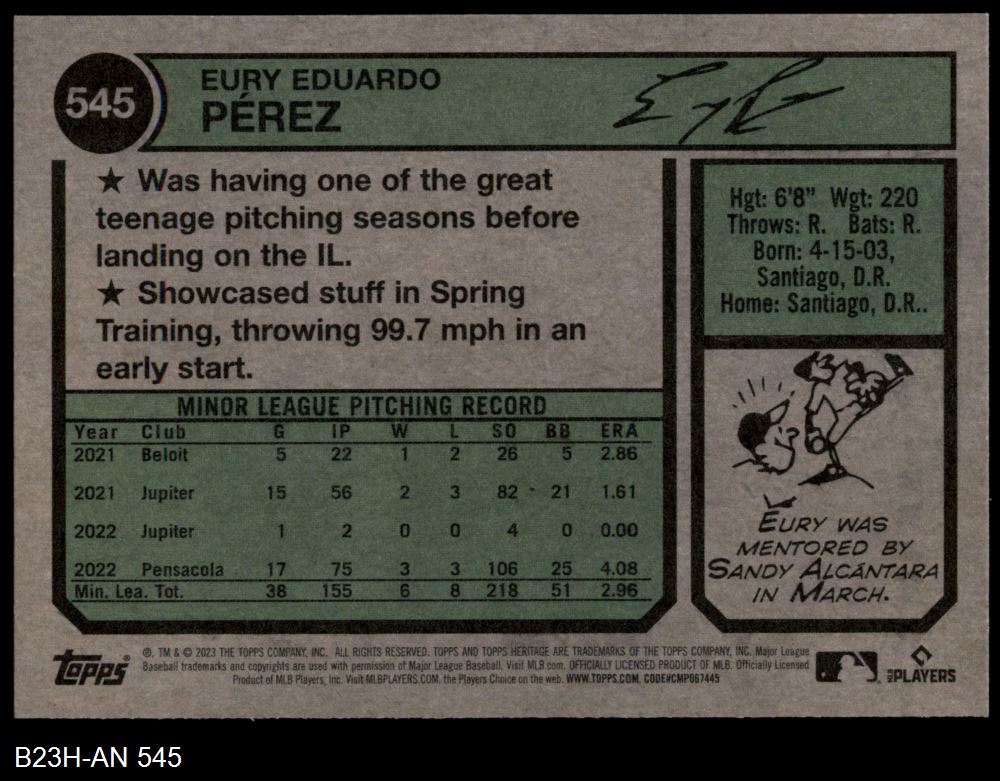 545
EURY EDUARDO
PÉREZ
★ Was having one of the great
teenage pitching seasons before
landing on the IL.
★ Showcased stuff in Spring
Training, throwing 99.7 mph in an
early start.
Hgt: 6'8" Wgt: 220
Throws: R. Bats: R.
Born: 4-15-03,
Santiago, D.R.
Home: Santiago, D.R..
MINOR LEAGUE PITCHING RECORD
Year Club G IP W L SO BB ERA
2021 Beloit 5 22 1 2 26 5 2.86
2021 Jupiter 15 56 2 3 82 21 1.61
2022 Jupiter 1 2 0 0 4 0 0.00
2022 Pensacola 17 75 3 3 106 25 4.08
Min. Lea. Tot. 38 155 6 8 218 51 2.96
EURY WAS
MENTORED BY
SANDY ALCÁNTARA
IN MARCH.
Topps®
®, TM & © 2023 THE TOPPS COMPANY, INC. ALL RIGHTS RESERVED. TOPPS AND TOPPS HERITAGE ARE TRADEMARKS OF THE TOPPS COMPANY, INC. Major League
Baseball trademarks and copyrights are used with permission of Major League Baseball. Visit MLB.com. OFFICIALLY LICENSED PRODUCT OF MLB. Officially Licensed
Product of MLB Players, Inc. Visit MLBPLAYERS.COM, the Players Choice on the web. WWW.TOPPS.COM. CODE#CMP067445
MLB PLAYERS
B23H-AN 545